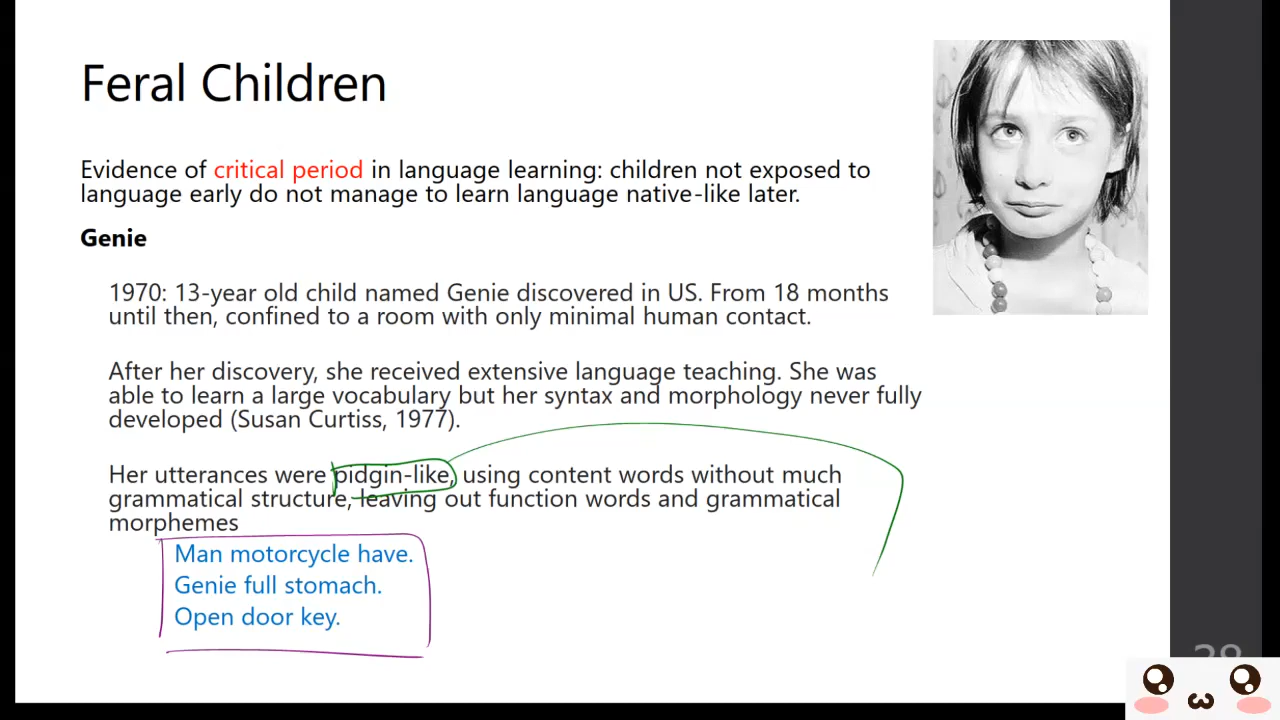 Feral Children
Evidence of critical period in language learning: children not exposed to
language early do not manage to learn language native-like later.
Genie
1970: 13-year old child named Genie discovered in US. From 18 months
until then, confined to a room with only minimal human contact.
After her discovery, she received extensive language teaching. She was
able to learn a large vocabulary but her syntax and morphology never fully
developed (Susan Curtiss, 1977).
Her utterances were pidgin-like, using content words without much
grammatical structure, leaving out function words and grammatical
morphemes
Man motorcycle have.
Genie full stomach.
Open door key.